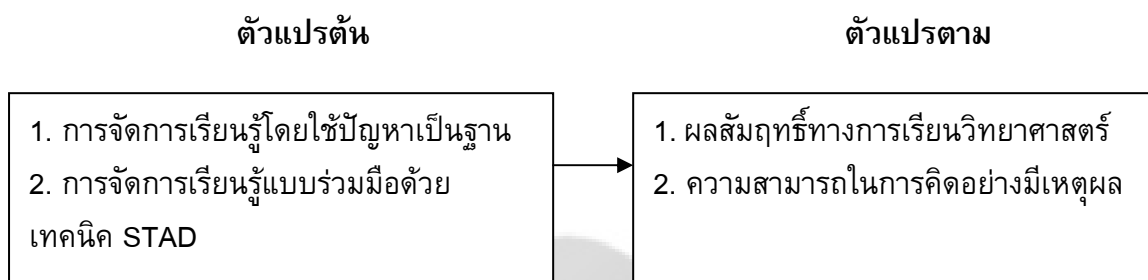 ตัวแปรต้น
ตัวแปรตาม
1. การจัดการเรียนรู้โดยใช้ปัญหาเป็นฐาน
2. การจัดการเรียนรู้แบบร่วมมือด้วย
เทคนิค STAD
1. ผลสัมฤทธิ์ทางการเรียนวิทยาศาสตร์
2. ความสามารถในการคิดอย่างมีเหตุผล